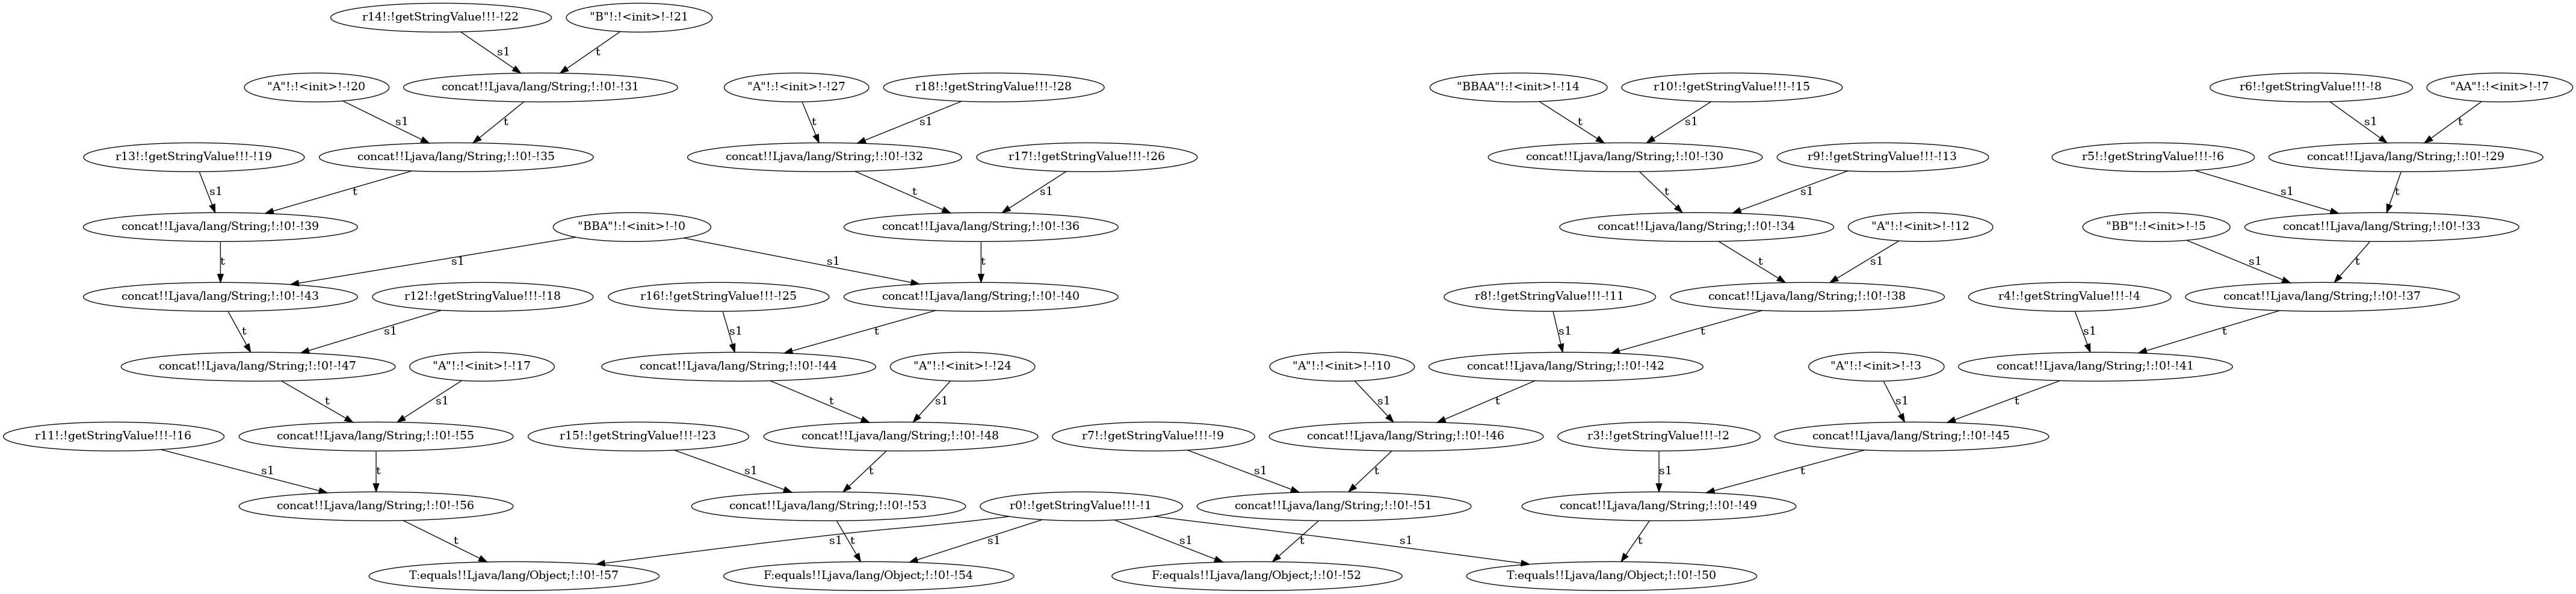 r14!:!getStringValue!!!-!22
"B"!:!<init>!-!21
s1
t
"A"!:!<init>!-!20
concat!!Ljava/lang/String;!:!0!-!31
"A"!:!<init>!-!27
r18!:!getStringValue!!!-!28
"BBAA"!:!<init>!-!14
r10!:!getStringValue!!!-!15
r6!:!getStringValue!!!-!8
"AA"!:!<init>!-!7
s1
t
t
s1
t
s1
s1
t
r13!:!getStringValue!!!-!19
concat!!Ljava/lang/String;!:!0!-!35
concat!!Ljava/lang/String;!:!0!-!32
r17!:!getStringValue!!!-!26
concat!!Ljava/lang/String;!:!0!-!30
r9!:!getStringValue!!!-!13
r5!:!getStringValue!!!-!6
concat!!Ljava/lang/String;!:!0!-!29
s1
t
t
s1
t
s1
s1
t
concat!!Ljava/lang/String;!:!0!-!39
"BBA"!:!<init>!-!0
concat!!Ljava/lang/String;!:!0!-!36
concat!!Ljava/lang/String;!:!0!-!34
"A"!:!<init>!-!12
"BB"!:!<init>!-!5
concat!!Ljava/lang/String;!:!0!-!33
t
s1
s1
t
t
s1
s1
t
concat!!Ljava/lang/String;!:!0!-!43
r12!:!getStringValue!!!-!18
r16!:!getStringValue!!!-!25
concat!!Ljava/lang/String;!:!0!-!40
r8!:!getStringValue!!!-!11
concat!!Ljava/lang/String;!:!0!-!38
r4!:!getStringValue!!!-!4
concat!!Ljava/lang/String;!:!0!-!37
t
s1
s1
t
s1
t
s1
t
concat!!Ljava/lang/String;!:!0!-!47
"A"!:!<init>!-!17
concat!!Ljava/lang/String;!:!0!-!44
"A"!:!<init>!-!24
"A"!:!<init>!-!10
concat!!Ljava/lang/String;!:!0!-!42
"A"!:!<init>!-!3
concat!!Ljava/lang/String;!:!0!-!41
t
s1
t
s1
s1
t
s1
t
r11!:!getStringValue!!!-!16
concat!!Ljava/lang/String;!:!0!-!55
r15!:!getStringValue!!!-!23
concat!!Ljava/lang/String;!:!0!-!48
r7!:!getStringValue!!!-!9
concat!!Ljava/lang/String;!:!0!-!46
r3!:!getStringValue!!!-!2
concat!!Ljava/lang/String;!:!0!-!45
s1
t
s1
t
s1
t
s1
t
concat!!Ljava/lang/String;!:!0!-!56
concat!!Ljava/lang/String;!:!0!-!53
r0!:!getStringValue!!!-!1
concat!!Ljava/lang/String;!:!0!-!51
concat!!Ljava/lang/String;!:!0!-!49
t
s1
t
s1
s1
t
s1
t
T:equals!!Ljava/lang/Object;!:!0!-!57
F:equals!!Ljava/lang/Object;!:!0!-!54
F:equals!!Ljava/lang/Object;!:!0!-!52
T:equals!!Ljava/lang/Object;!:!0!-!50